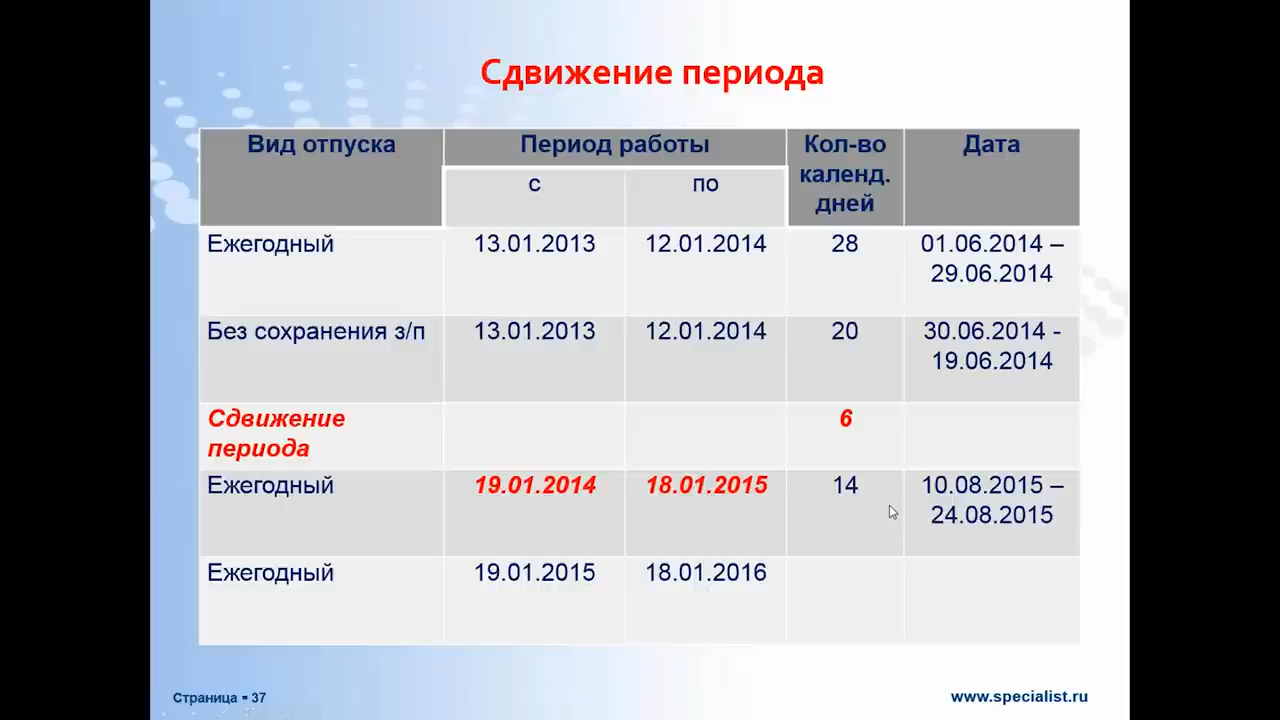 Сдвижение периода
Вид отпуска
Период работы
Кол-во
календ.
дней
Дата
с
по
Ежегодный
13.01.2013
12.01.2014
28
01.06.2014 –
29.06.2014
Без сохранения з/п
13.01.2013
12.01.2014
20
30.06.2014 -
19.06.2014
Сдвижение
периода
6
Ежегодный
19.01.2014
18.01.2015
14
10.08.2015 –
24.08.2015
Ежегодный
19.01.2015
18.01.2016
Страница ▪ 37
www.specialist.ru